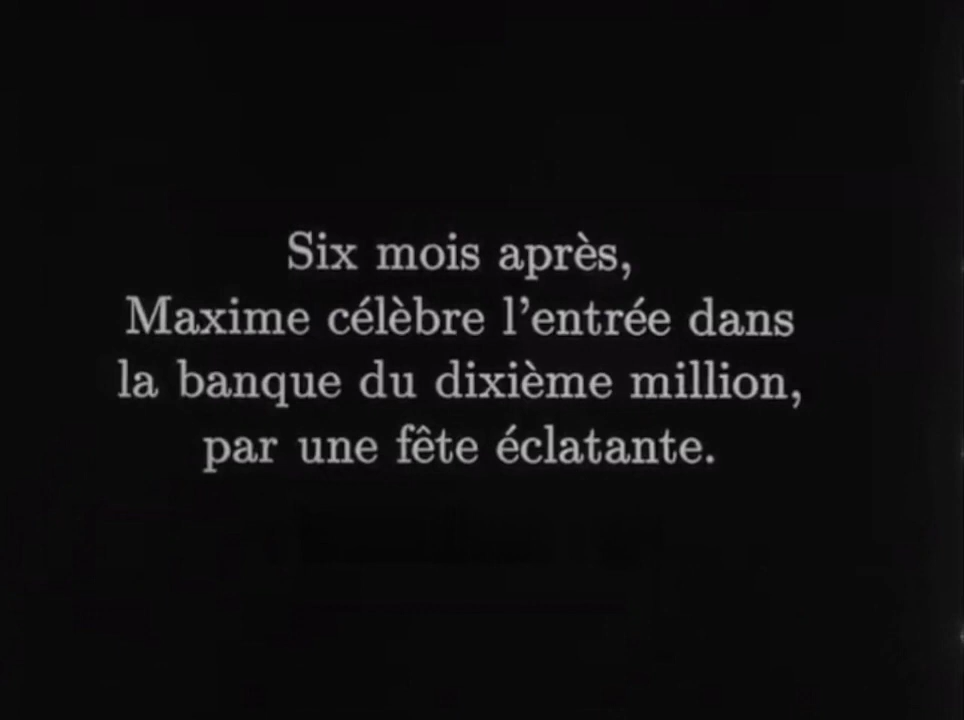 Six mois après,
Maxime célèbre l'entrée dans
la banque du dixième million,
par une fête éclatante.